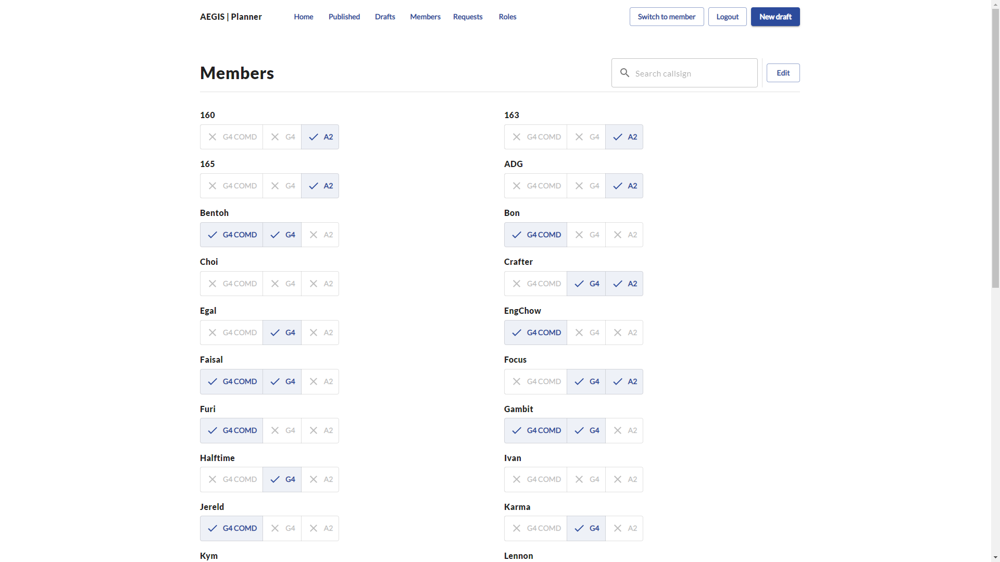 AEGIS | Planner Home Published Drafts Members Requests Roles Switch to member Logout New draft
Members Search callsign Edit
160 163
G4 COMD G4 A2 G4 COMD G4 A2
165 ADG
G4 COMD G4 A2 G4 COMD G4 A2
Bentoh Bon
G4 COMD G4 A2 G4 COMD G4 A2
Choi Crafter
G4 COMD G4 A2 G4 COMD G4 A2
Egal EngChow
G4 COMD G4 A2 G4 COMD G4 A2
Faisal Focus
G4 COMD G4 A2 G4 COMD G4 A2
Furi Gambit
G4 COMD G4 A2 G4 COMD G4 A2
Halftime Ivan
G4 COMD G4 A2 G4 COMD G4 A2
Jereld Karma
G4 COMD G4 A2 G4 COMD G4 A2
Kym Lennon